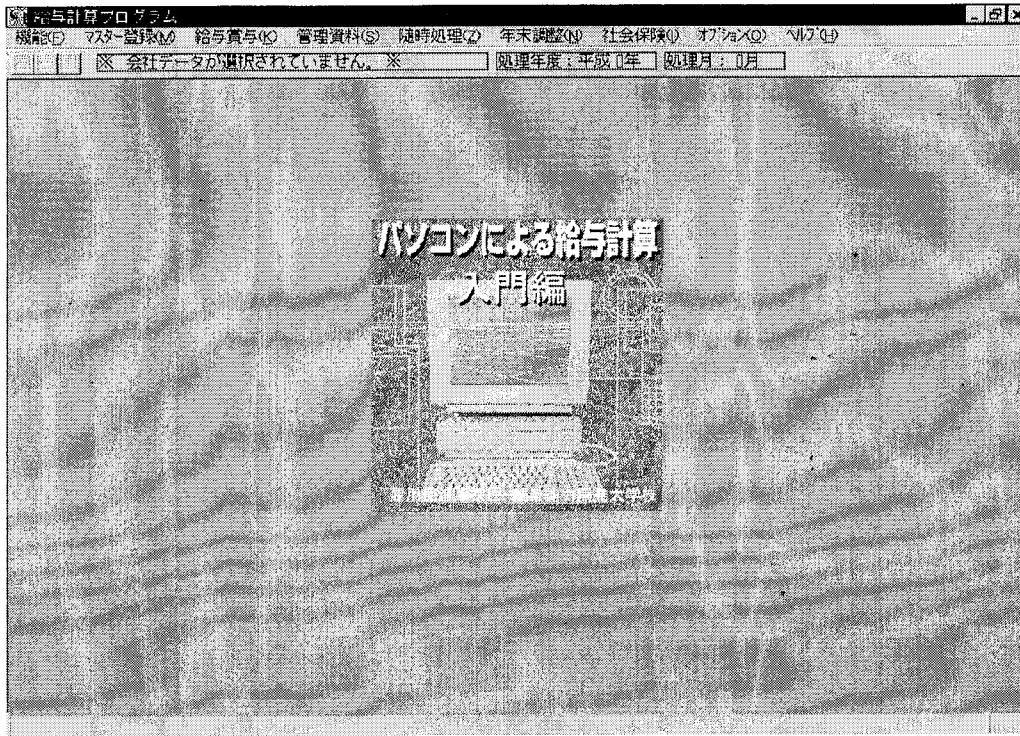 給与計算プログラム
機能(F) マスター登録(M) 給与賞与(K) 管理資料(S) 随時処理(Z) 年末調整(N) 社会保険(I) オプション(O) ヘルプ(H)
※ 会社データが選択されていません。 ※ 処理年度：平成 0年 処理月： 0月
パソコンによる給与計算
入門編
大学校